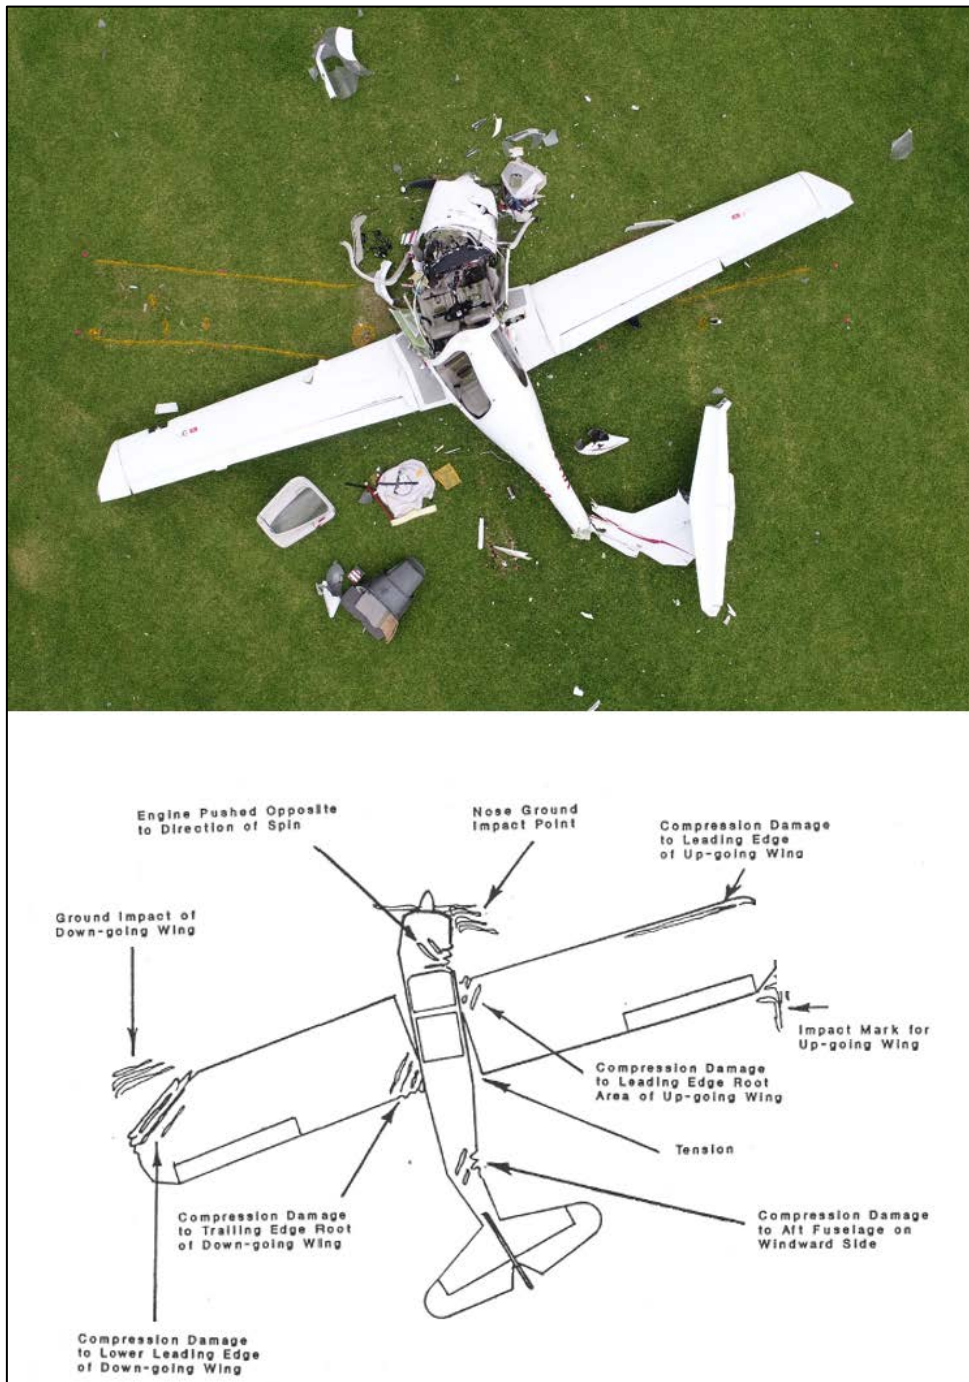 Engine Pushed Opposite
to Direction of Spin
Nose Ground
Impact Point
Compression Damage
to Leading Edge
of Up-going Wing
Ground Impact of
Down-going Wing
Impact Mark for
Up-going Wing
Compression Damage
to Leading Edge Root
Area of Up-going Wing
Tension
Compression Damage
to Trailing Edge Root
of Down-going Wing
Compression Damage
to Aft Fuselage on
Windward Side
Compression Damage
to Lower Leading Edge
of Down-going Wing